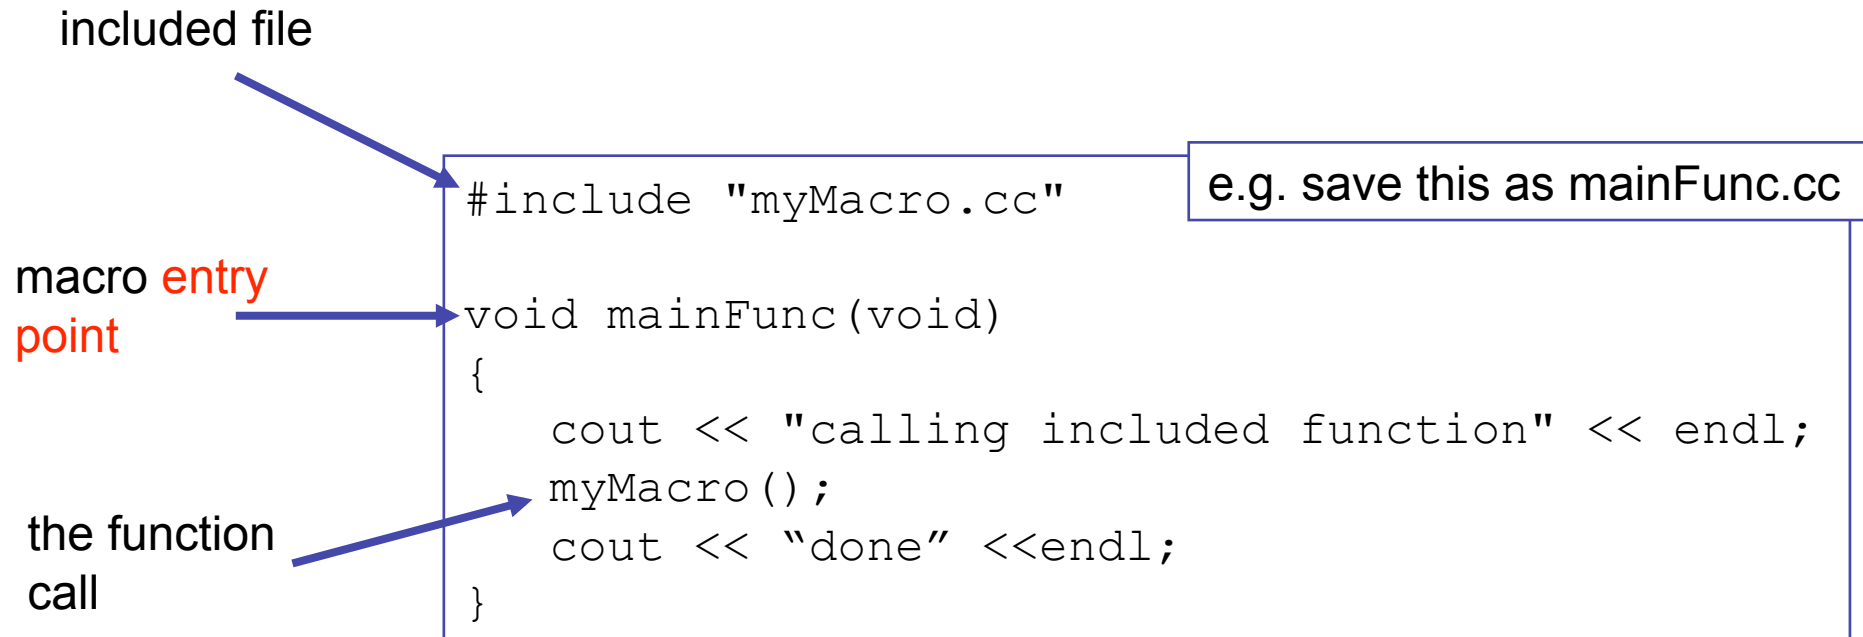 included file
#include "myMacro.cc"
e.g. save this as mainFunc.cc
macro entry
point
void mainFunc(void)
{
cout << "calling included function" << endl;
myMacro();
cout << “done” <<endl;
}
the function
call